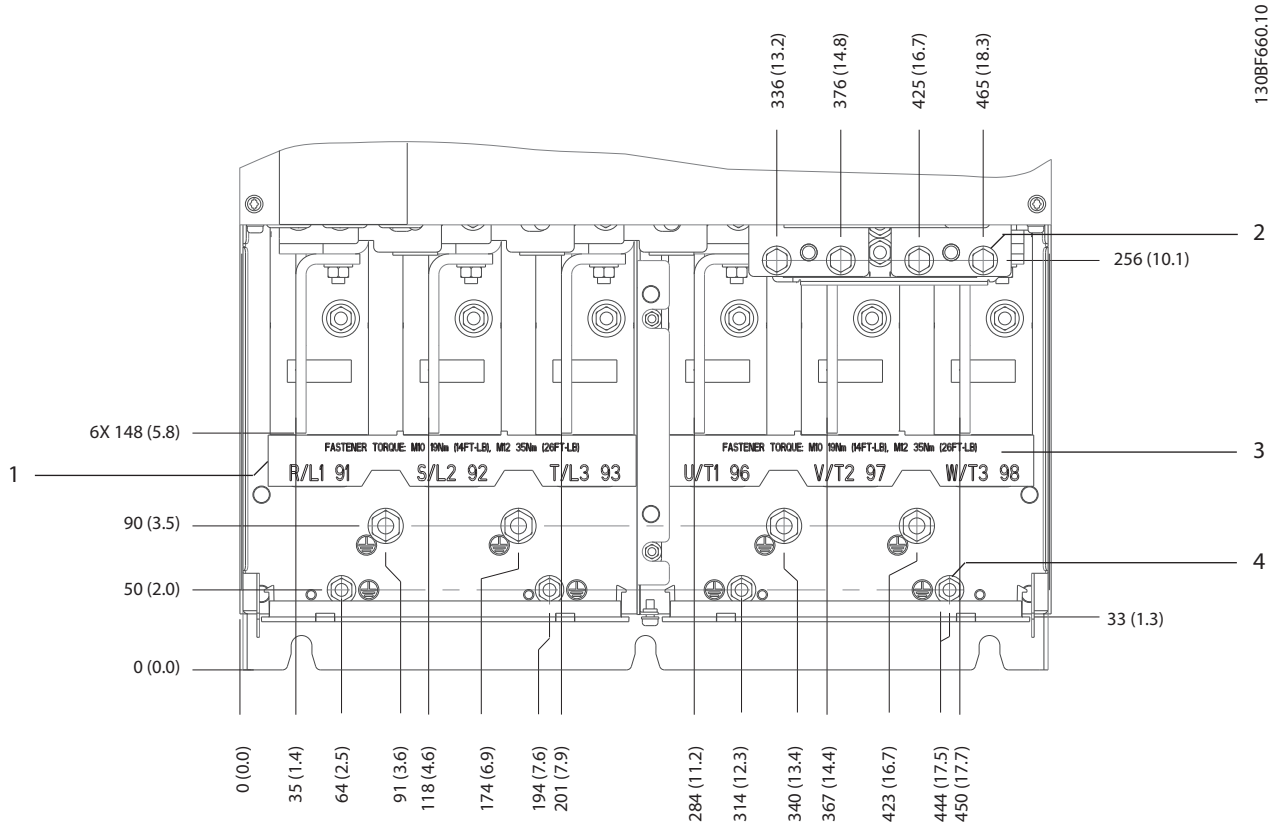 130BF660.10
336 (13.2)
376 (14.8)
425 (16.7)
465 (18.3)
2
256 (10.1)
6X 148 (5.8)
FASTENER TORQUE: M10 19Nm (14FT-LB), M12 35Nm (26FT-LB)
FASTENER TORQUE: M10 19Nm (14FT-LB), M12 35Nm (26FT-LB)
3
1
R/L1 91
S/L2 92
T/L3 93
U/T1 96
V/T2 97
W/T3 98
90 (3.5)
50 (2.0)
4
33 (1.3)
0 (0.0)
0 (0.0)
35 (1.4)
64 (2.5)
91 (3.6)
118 (4.6)
174 (6.9)
194 (7.6)
201 (7.9)
284 (11.2)
314 (12.3)
340 (13.4)
367 (14.4)
423 (16.7)
444 (17.5)
450 (17.7)